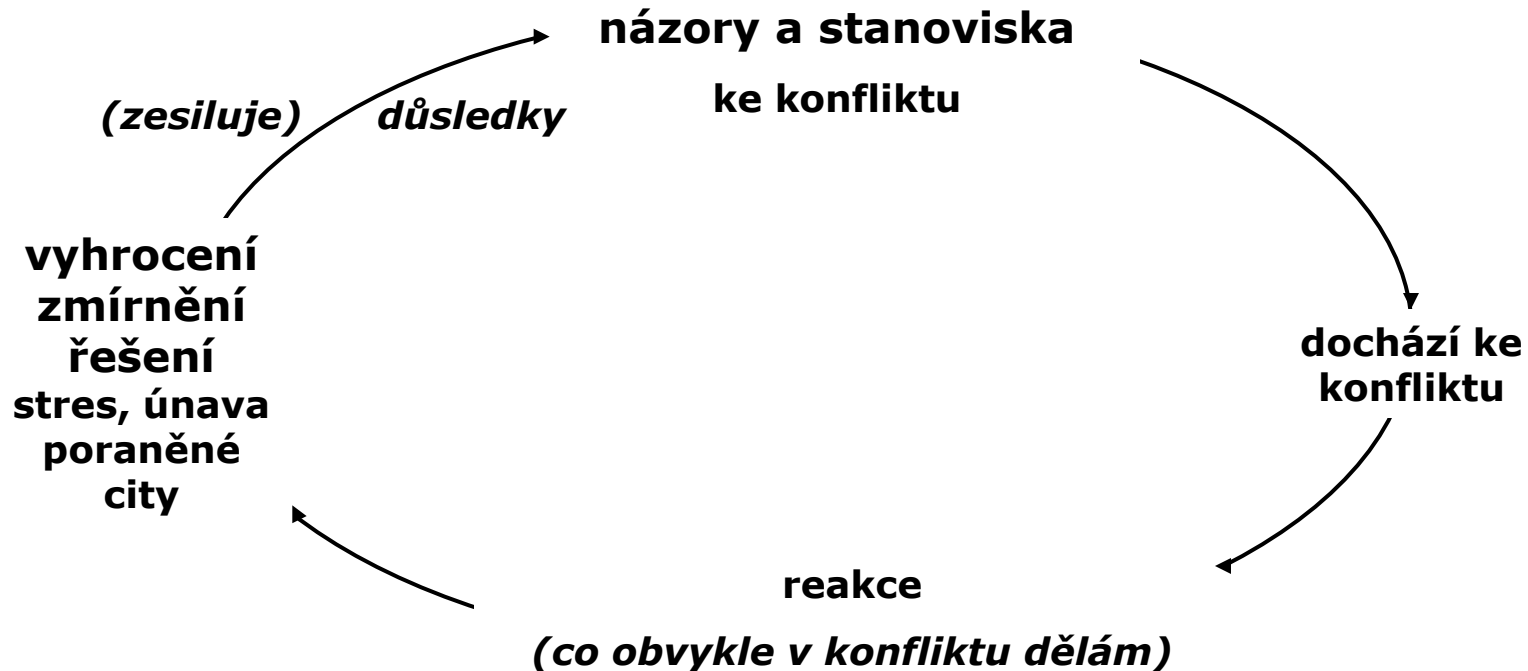 názory a stanoviska
ke konfliktu
(zesiluje) důsledky
dochází ke
konfliktu
reakce
(co obvykle v konfliktu dělám)
vyhrocení
zmírnění
řešení
stres, únava
poraněné
city